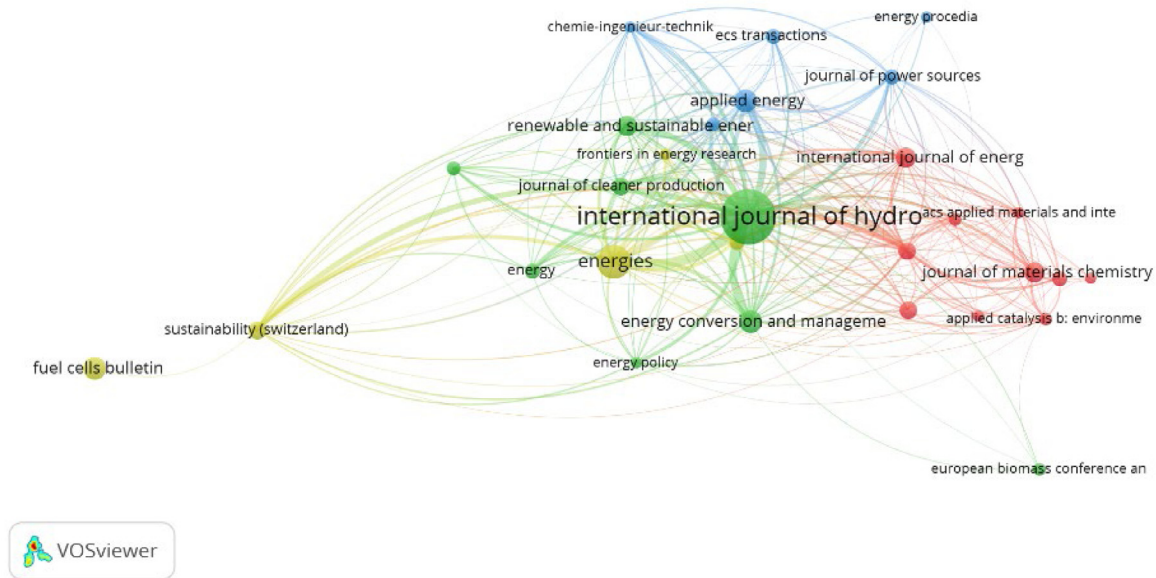 energy procedia
chemie-ingenieur-technik
ecs transactions
journal of power sources
applied energy
renewable and sustainable ener
frontiers in energy research
international journal of energ
journal of cleaner production
international journal of hydro
acs applied materials and inte
energies
energy
journal of materials chemistry
energy conversion and manageme
applied catalysis b: environme
sustainability (switzerland)
energy policy
fuel cells bulletin
european biomass conference an
VOSviewer